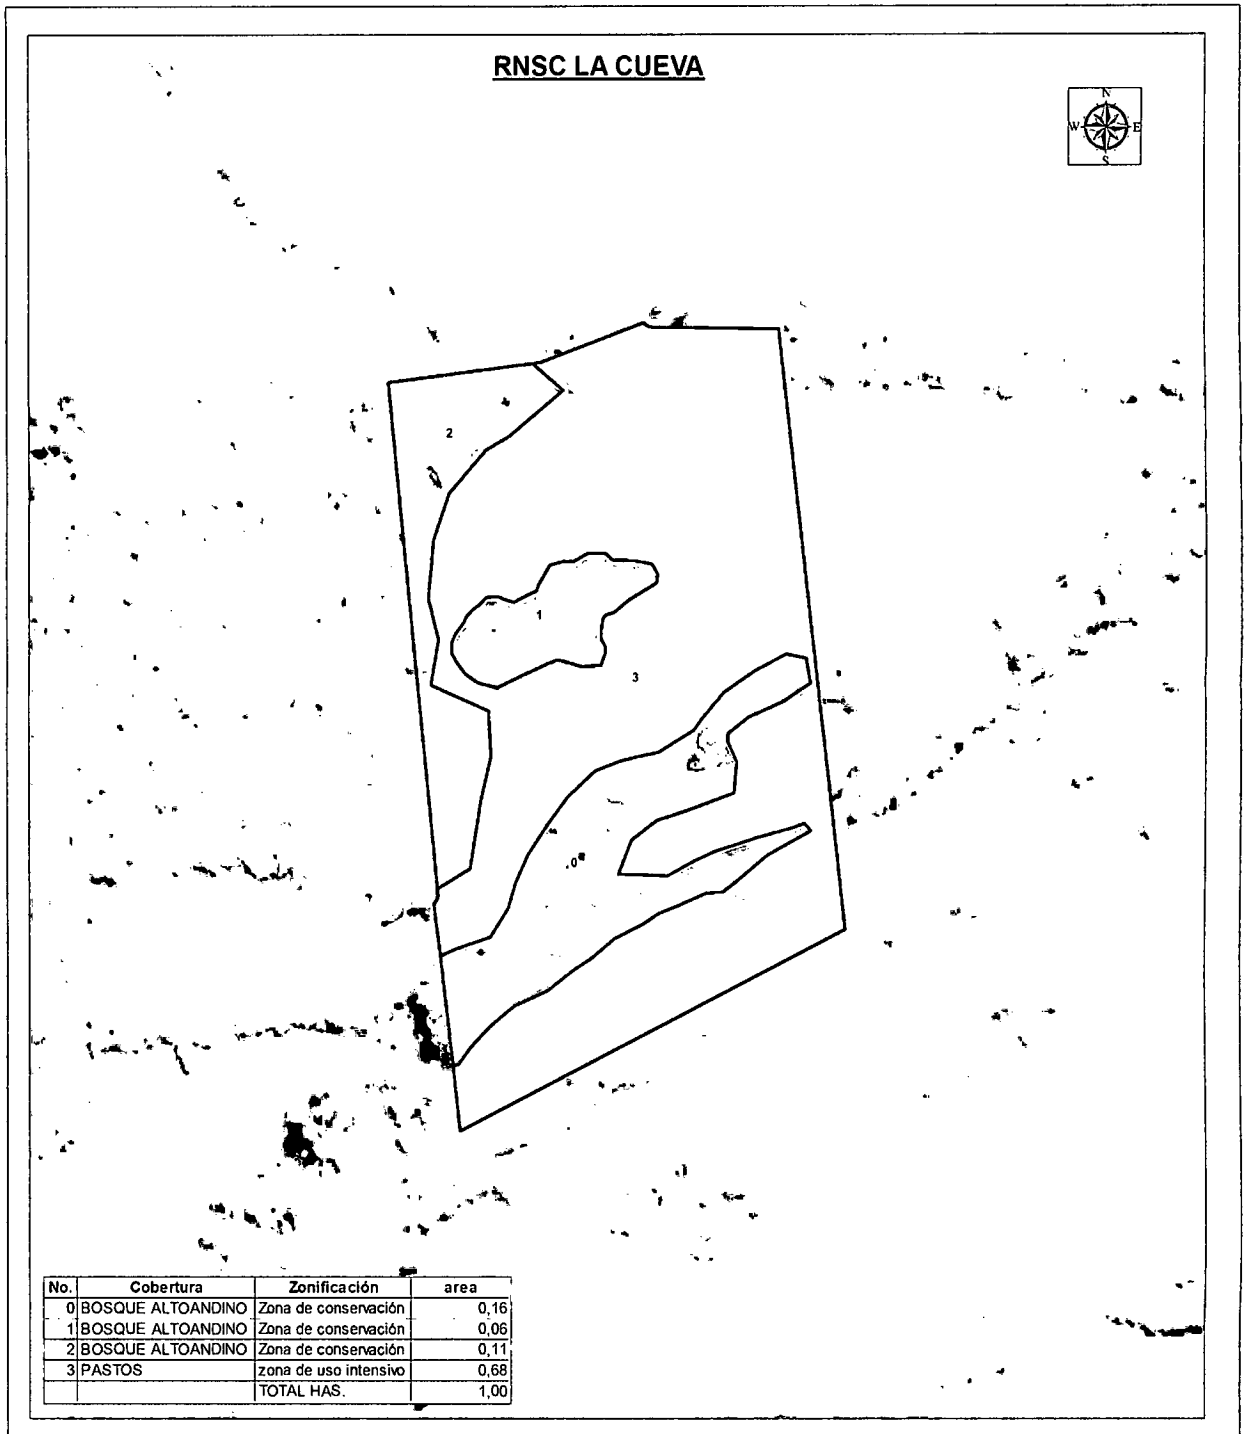 RNSC LA CUEVA
N
W E
S
2
1
3
0
No. Cobertura Zonificación area
0 BOSQUE ALTOANDINO Zona de conservación 0,16
1 BOSQUE ALTOANDINO Zona de conservación 0,06
2 BOSQUE ALTOANDINO Zona de conservación 0,11
3 PASTOS zona de uso intensivo 0,68
TOTAL HAS. 1,00